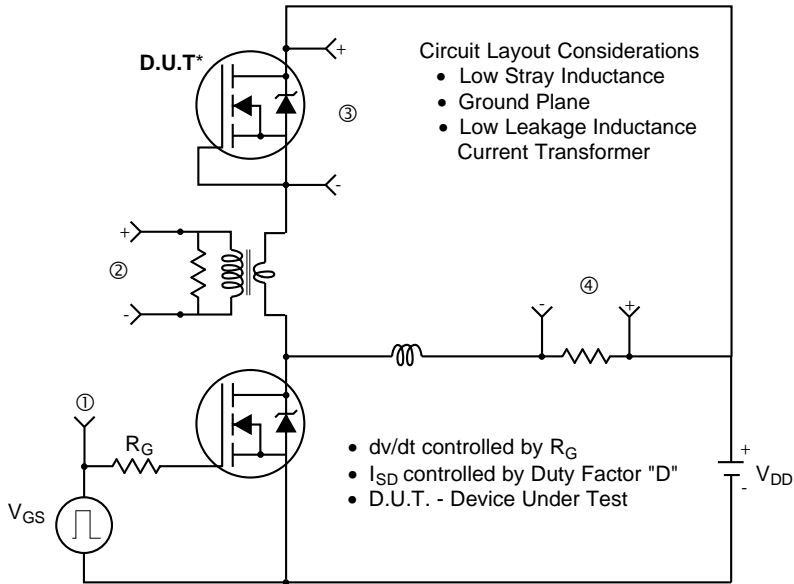 D.U.T*
+
Circuit Layout Considerations
• Low Stray Inductance
• Ground Plane
• Low Leakage Inductance
Current Transformer
③
-
+
②
-
- ④ +
①
RG
VGS
• dv/dt controlled by RG
• ISD controlled by Duty Factor "D"
• D.U.T. - Device Under Test
+
VDD
-